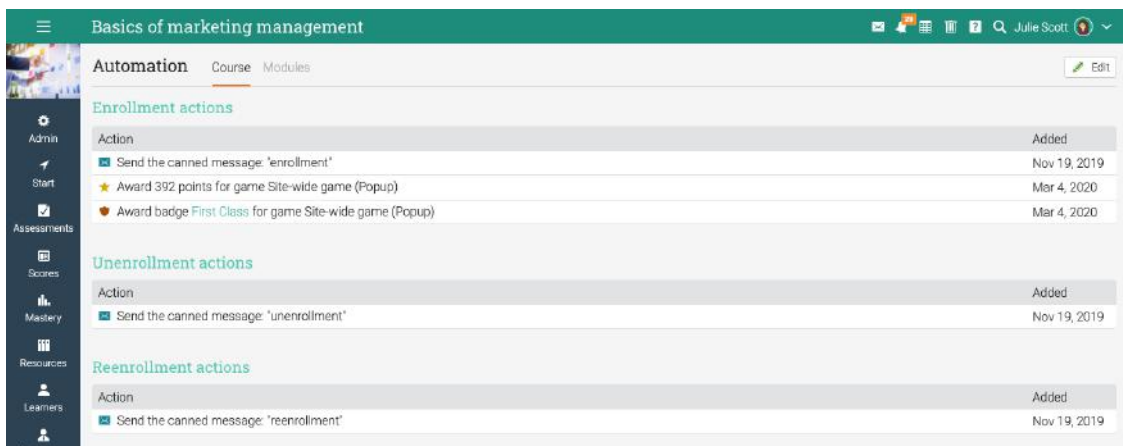 Basics of marketing management
Julie Scott
Automation Course Modules
Edit
Enrollment actions
Action Added
Send the canned message: "enrollment" Nov 19, 2019
Award 392 points for game Site-wide game (Popup) Mar 4, 2020
Award badge First Class for game Site-wide game (Popup) Mar 4, 2020
Unenrollment actions
Action Added
Send the canned message: "unenrollment" Nov 19, 2019
Reenrollment actions
Action Added
Send the canned message: "reenrollment" Nov 19, 2019
Admin
Start
Assessments
Scores
Mastery
Resources
Learners